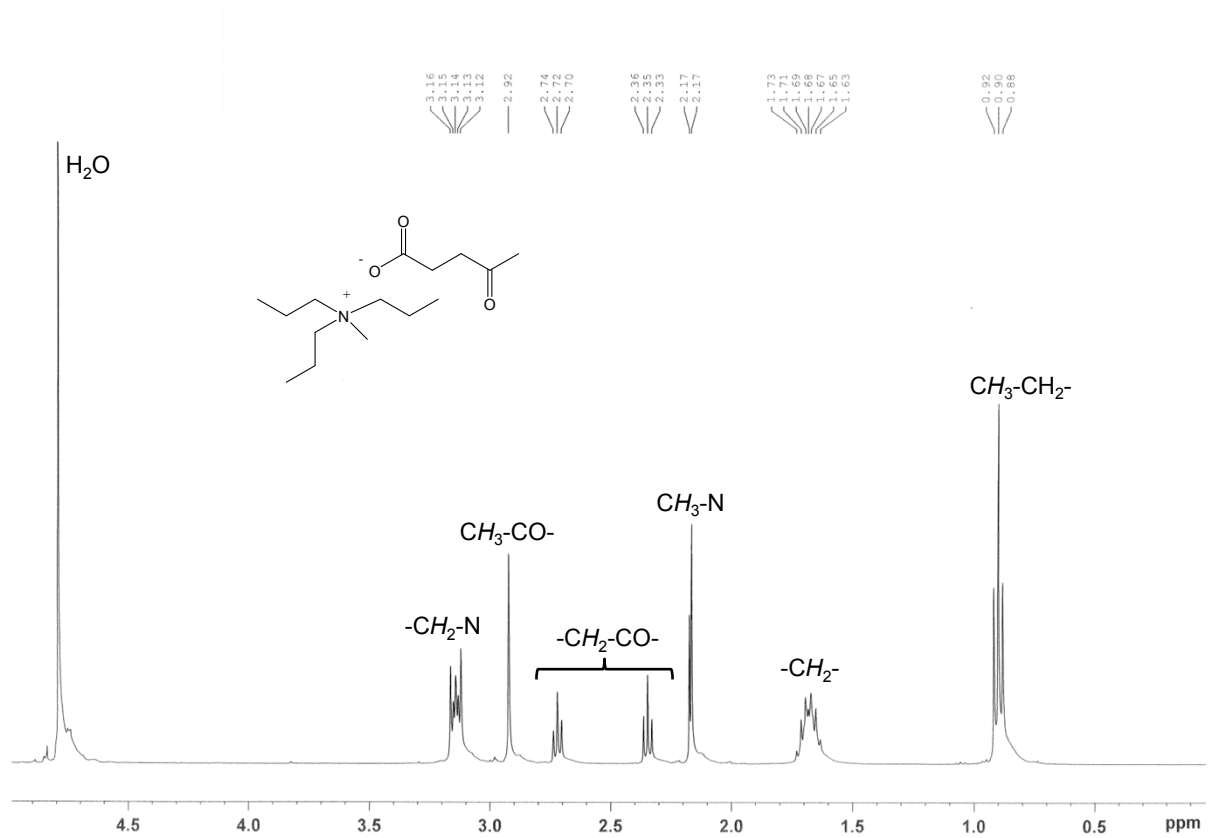 3.16
3.15
3.14
3.13
3.12
2.92
2.74
2.72
2.70
2.36
2.35
2.33
2.17
2.17
1.73
1.71
1.69
1.68
1.67
1.65
1.63
0.92
0.90
0.88
H₂O
O
-
O
O
+
N
CH₃-CH₂-
CH₃-N
CH₃-CO-
-CH₂-N
-CH₂-CO-
-CH₂-
4.5 4.0 3.5 3.0 2.5 2.0 1.5 1.0 0.5 ppm